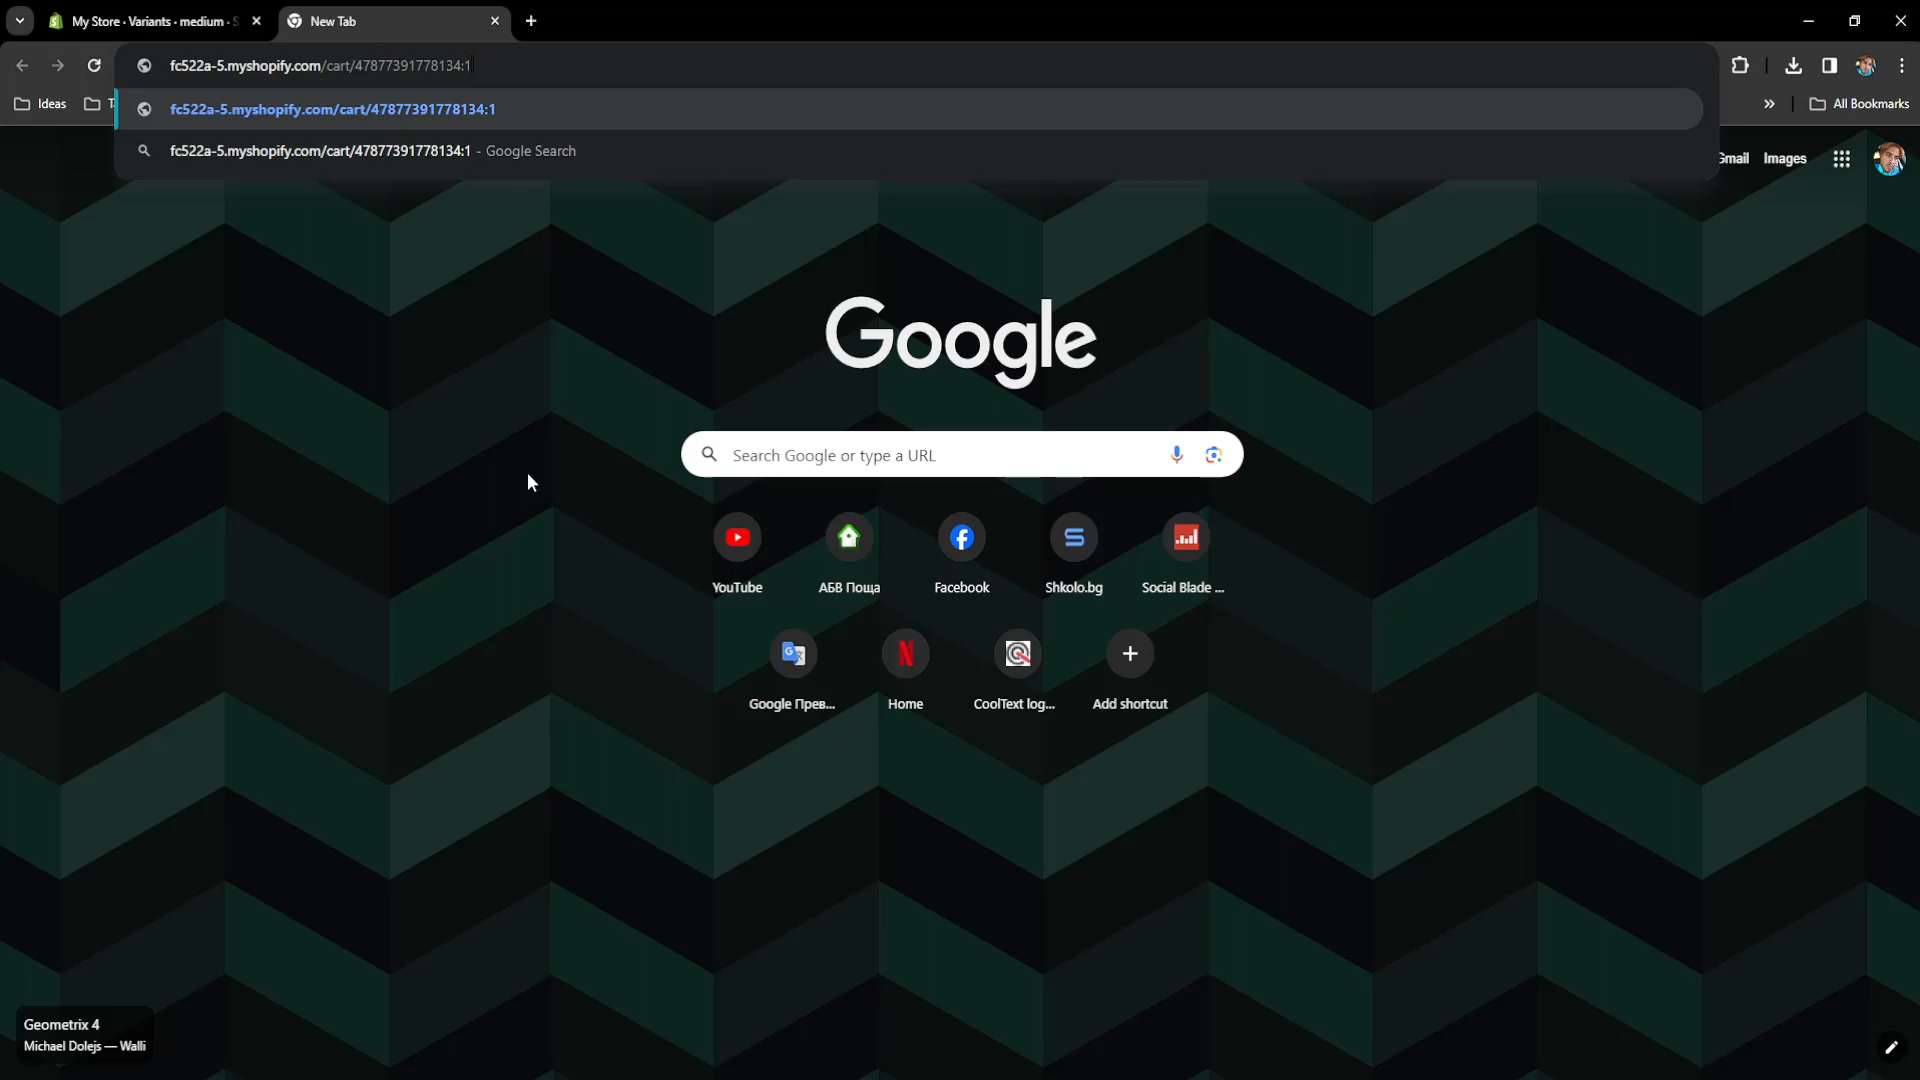 My Store · Variants · medium ·
New Tab
fc522a-5.myshopify.com/cart/47877391778134:1
Ideas
All Bookmarks
fc522a-5.myshopify.com/cart/47877391778134:1
fc522a-5.myshopify.com/cart/47877391778134:1 - Google Search
Gmail
Images
Google
Search Google or type a URL
YouTube
АБВ Поща
Facebook
Shkolo.bg
Social Blade ...
Google Прев...
Home
CoolText log...
Add shortcut
Geometrix 4
Michael Dolejs — Walli